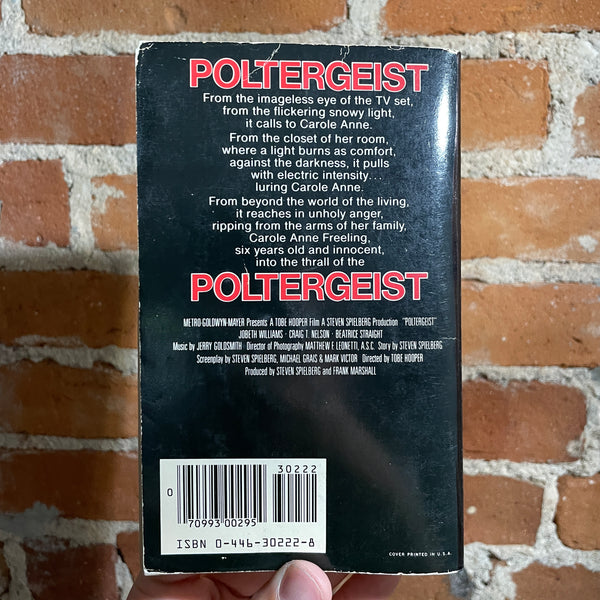 POLTERGEIST
From the imageless eye of the TV set,
from the flickering snowy light,
it calls to Carole Anne.
From the closet of her room,
where a light burns as comfort,
against the darkness, it pulls
with electric intensity...
luring Carole Anne.
From beyond the world of the living,
it reaches in unholy anger,
ripping from the arms of her family,
Carole Anne Freeling,
six years old and innocent,
into the thrall of the
POLTERGEIST
METRO-GOLDWYN-MAYER Presents A TOBE HOOPER Film A STEVEN SPIELBERG Production "POLTERGEIST"
JOBETH WILLIAMS · CRAIG T. NELSON · BEATRICE STRAIGHT
Music by JERRY GOLDSMITH Director of Photography MATTHEW F. LEONETTI, A.S.C. Story by STEVEN SPIELBERG
Screenplay by STEVEN SPIELBERG, MICHAEL GRAIS & MARK VICTOR Directed by TOBE HOOPER
Produced by STEVEN SPIELBERG and FRANK MARSHALL
30222
0
70993 00295
ISBN 0-446-30222-8
COVER PRINTED IN U.S.A.